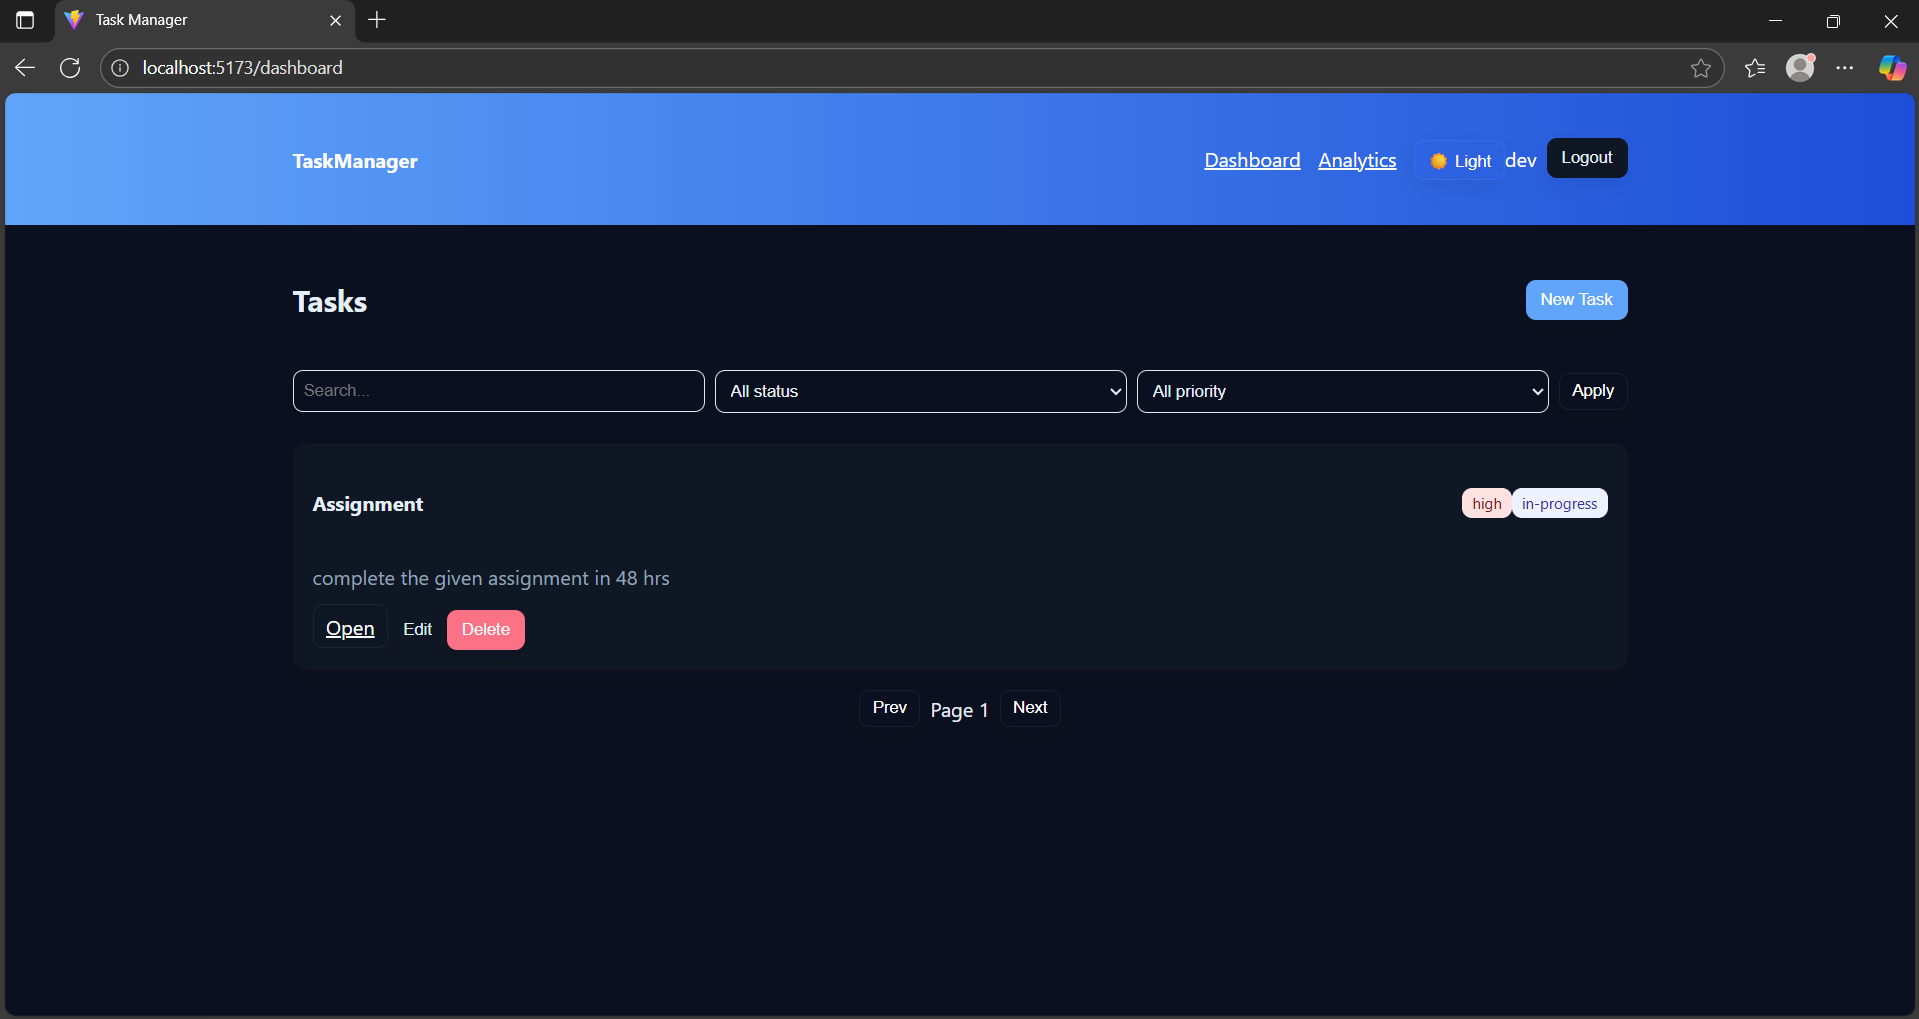 Task Manager
localhost:5173/dashboard
TaskManager
Dashboard Analytics Light dev Logout
Tasks
New Task
Search... All status All priority Apply
Assignment
high in-progress
complete the given assignment in 48 hrs
Open Edit Delete
Prev Page 1 Next